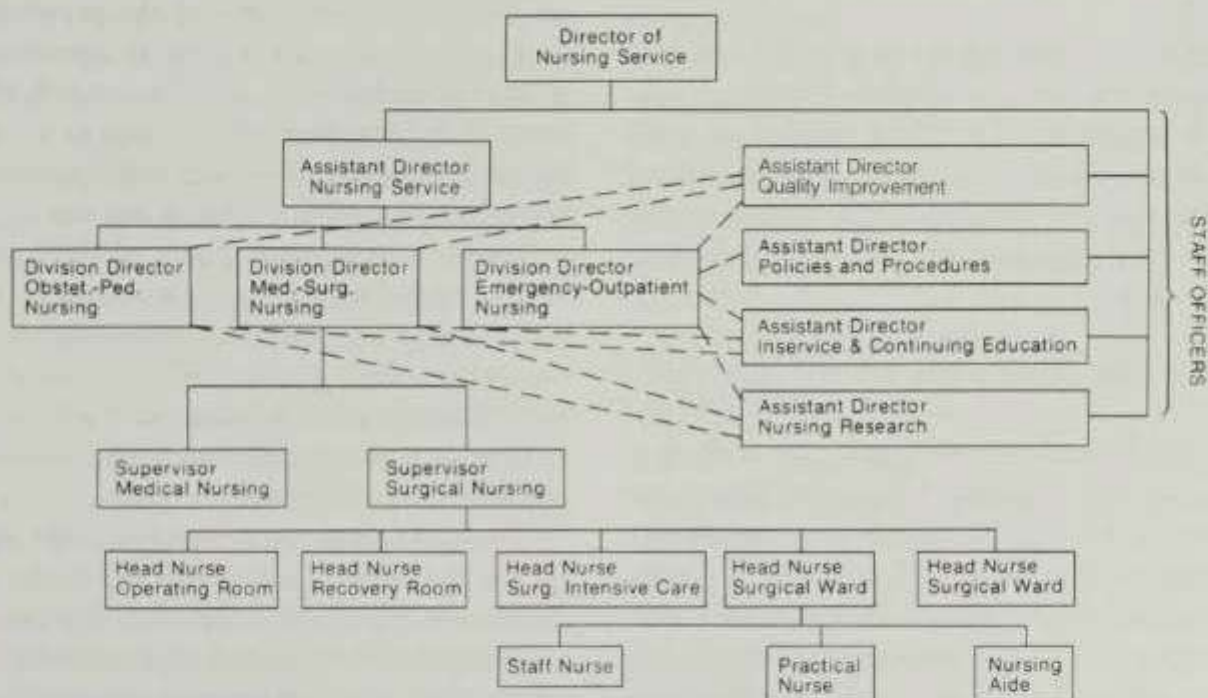 Director of
Nursing Service
Assistant Director
Nursing Service
Assistant Director
Quality Improvement
Division Director
Obstet.-Ped.
Nursing
Division Director
Med.-Surg.
Nursing
Division Director
Emergency-Outpatient
Nursing
Assistant Director
Policies and Procedures
Assistant Director
Inservice & Continuing Education
Assistant Director
Nursing Research
STAFF OFFICERS
Supervisor
Medical Nursing
Supervisor
Surgical Nursing
Head Nurse
Operating Room
Head Nurse
Recovery Room
Head Nurse
Surg. Intensive Care
Head Nurse
Surgical Ward
Head Nurse
Surgical Ward
Staff Nurse
Practical
Nurse
Nursing
Aide